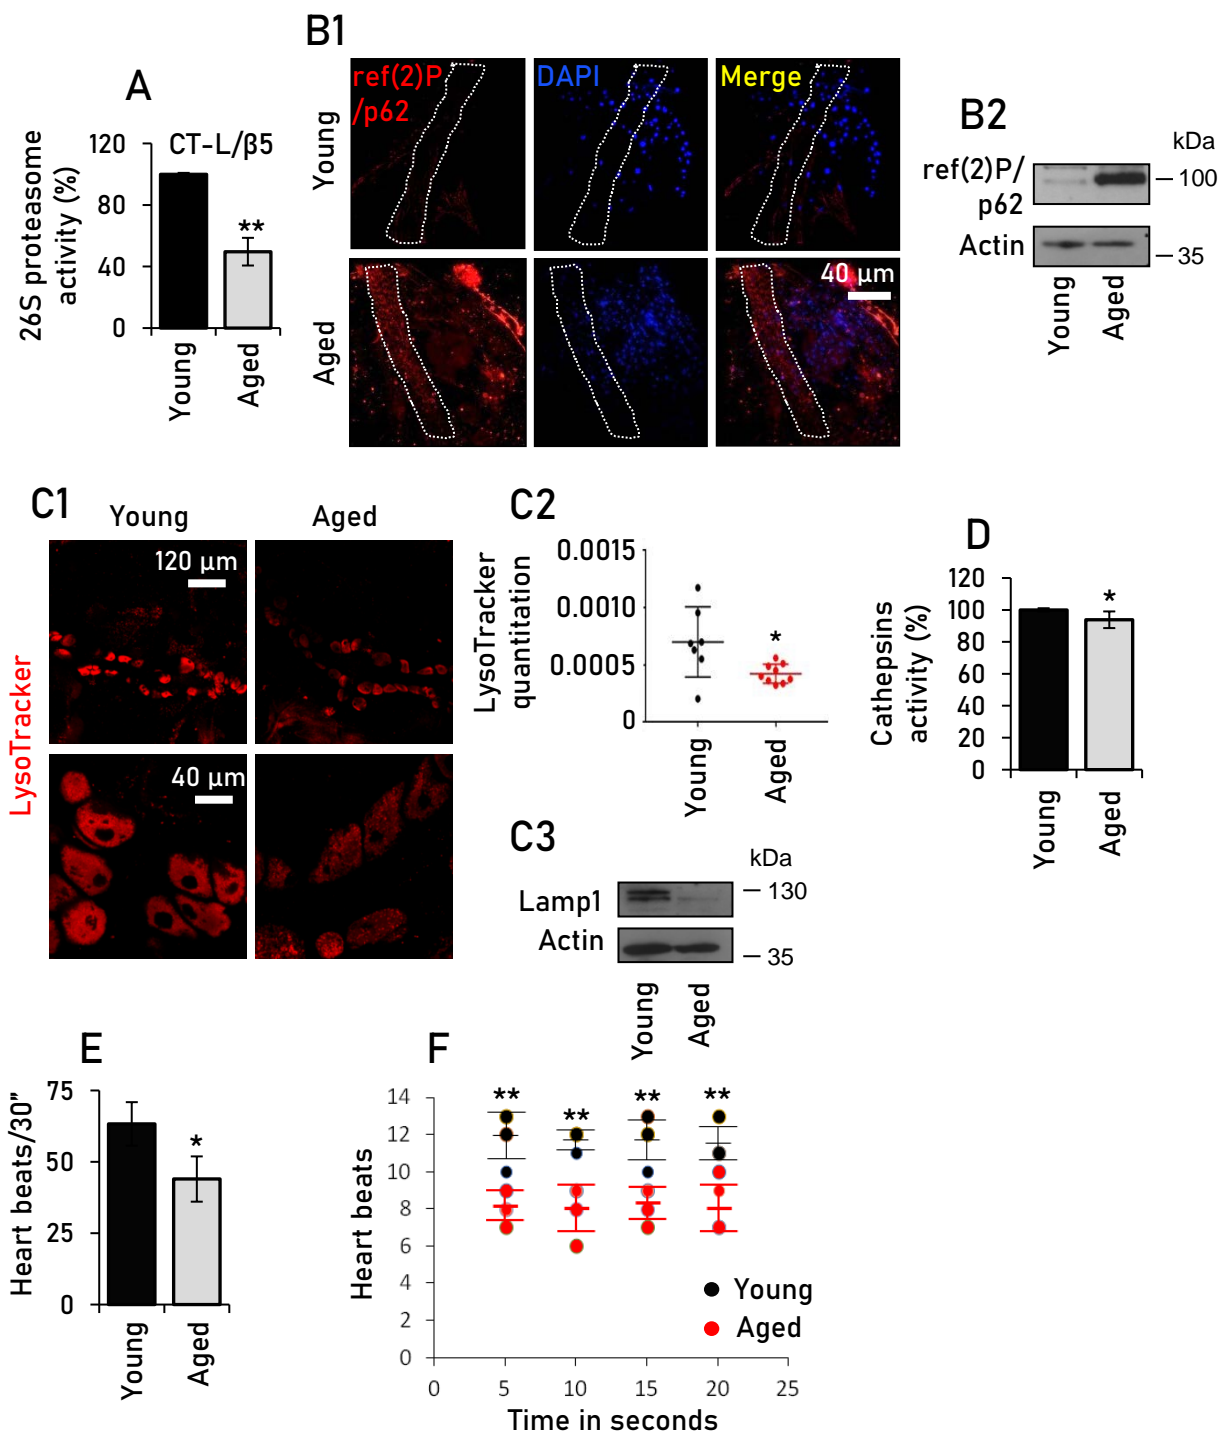 A
CT-L/β5
26S proteasome
activity (%)
120
80
40
0
**
Young
Aged
B1
ref(2)P
/p62
DAPI
Merge
Young
Aged
40 µm
B2
kDa
ref(2)P/
p62
100
Actin
35
Young
Aged
C1
Young
Aged
LysoTracker
120 µm
40 µm
C2
LysoTracker
quantitation
0.0015
0.0010
0.0005
0
*
Young
Aged
C3
kDa
Lamp1
130
Actin
35
Young
Aged
D
Cathepsins
activity (%)
120
100
80
60
40
20
0
*
Young
Aged
E
Heart beats/30"
75
50
25
0
*
Young
Aged
F
Heart beats
14
12
10
8
6
4
2
0
** ** ** **
Young
Aged
0 5 10 15 20 25
Time in seconds